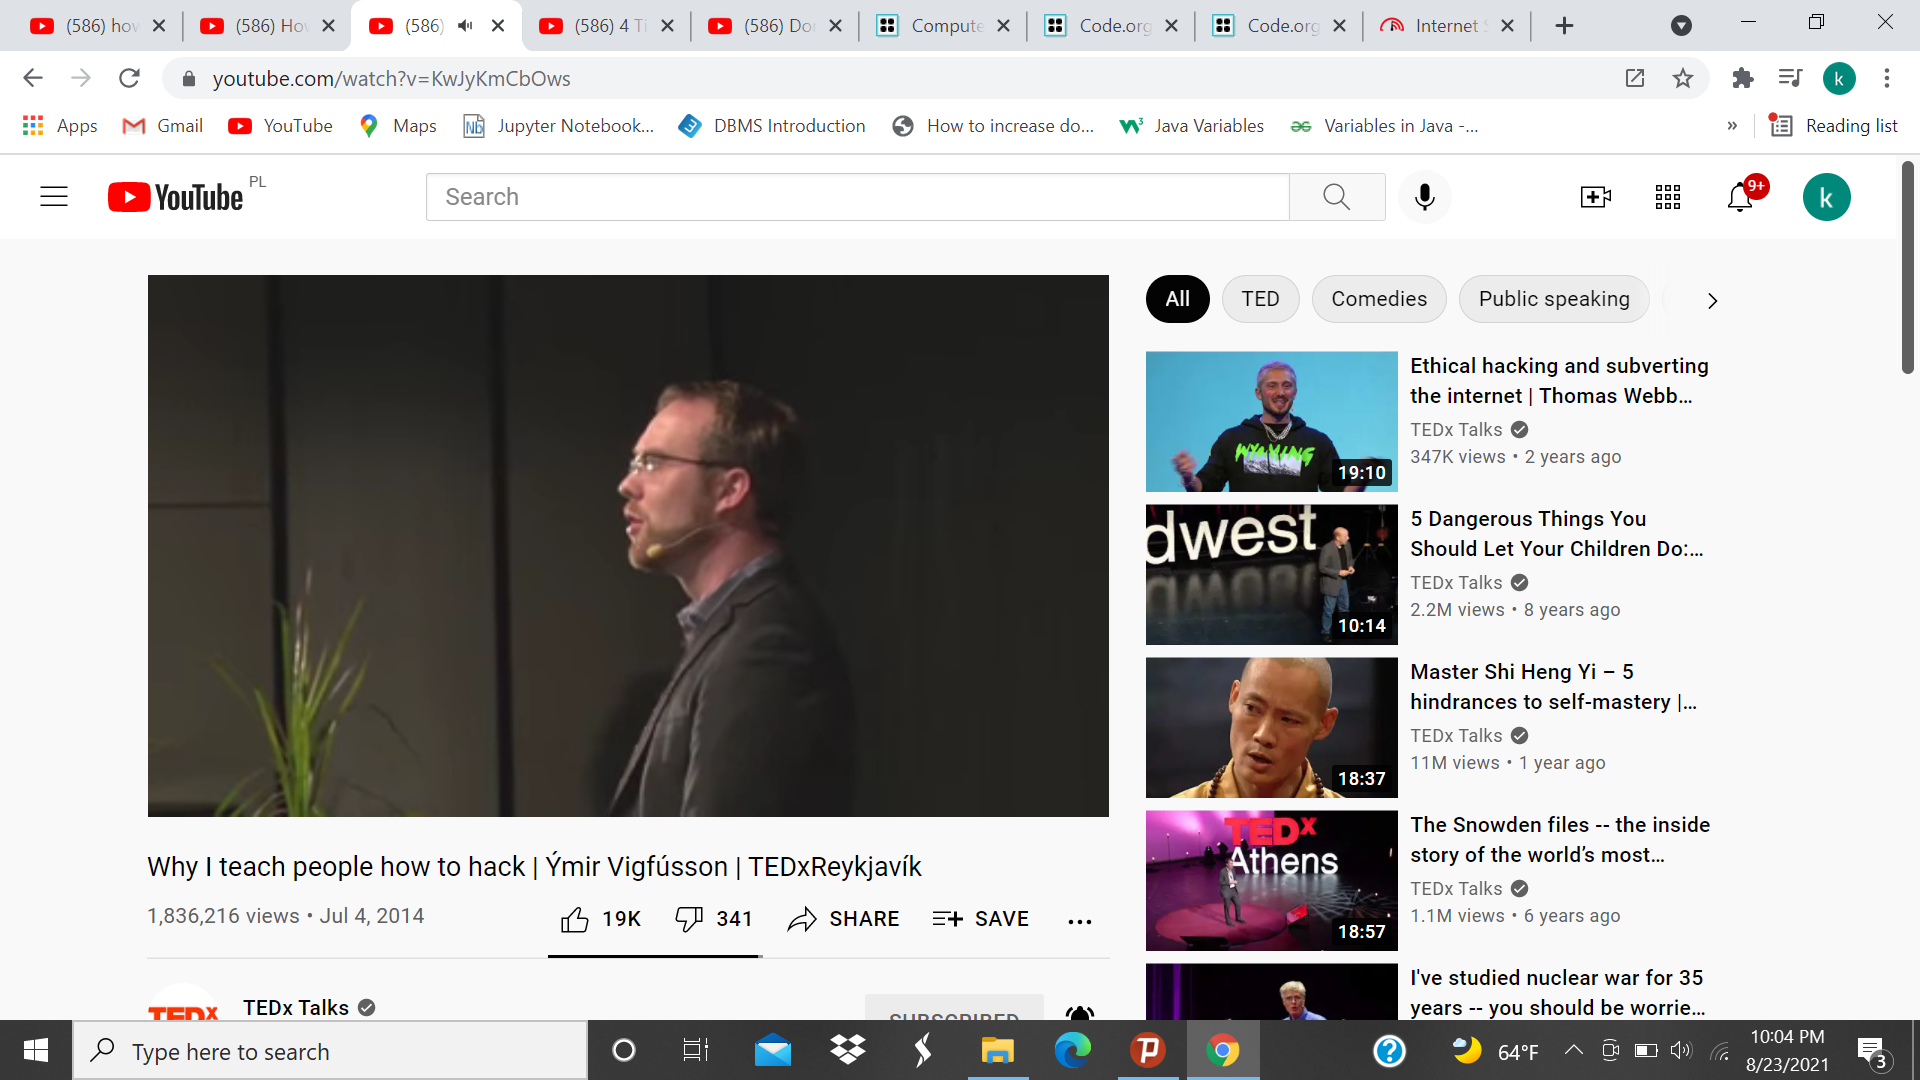 (586) how
(586) Hov
(586)
(586) 4 Ti
(586) Do
Compute
Code.org
Code.org
Internet S
youtube.com/watch?v=KwJyKmCbOws
k
Apps
Gmail
YouTube
Maps
Jupyter Notebook...
DBMS Introduction
How to increase do...
Java Variables
Variables in Java -...
»
Reading list
YouTube PL
Search
9+
k
All
TED
Comedies
Public speaking
Ethical hacking and subverting
the internet | Thomas Webb...
TEDx Talks
347K views • 2 years ago
WYOMING
19:10
5 Dangerous Things You
Should Let Your Children Do:...
TEDx Talks
2.2M views • 8 years ago
dwest
10:14
Master Shi Heng Yi – 5
hindrances to self-mastery |...
TEDx Talks
11M views • 1 year ago
18:37
The Snowden files -- the inside
story of the world’s most...
TEDx Talks
1.1M views • 6 years ago
TEDx
Athens
18:57
I've studied nuclear war for 35
years -- you should be worrie...
Why I teach people how to hack | Ýmir Vigfússon | TEDxReykjavík
1,836,216 views • Jul 4, 2014
19K
341
SHARE
SAVE
TEDx
TEDx Talks
SUBSCRIBED
Type here to search
64°F
10:04 PM
8/23/2021
3